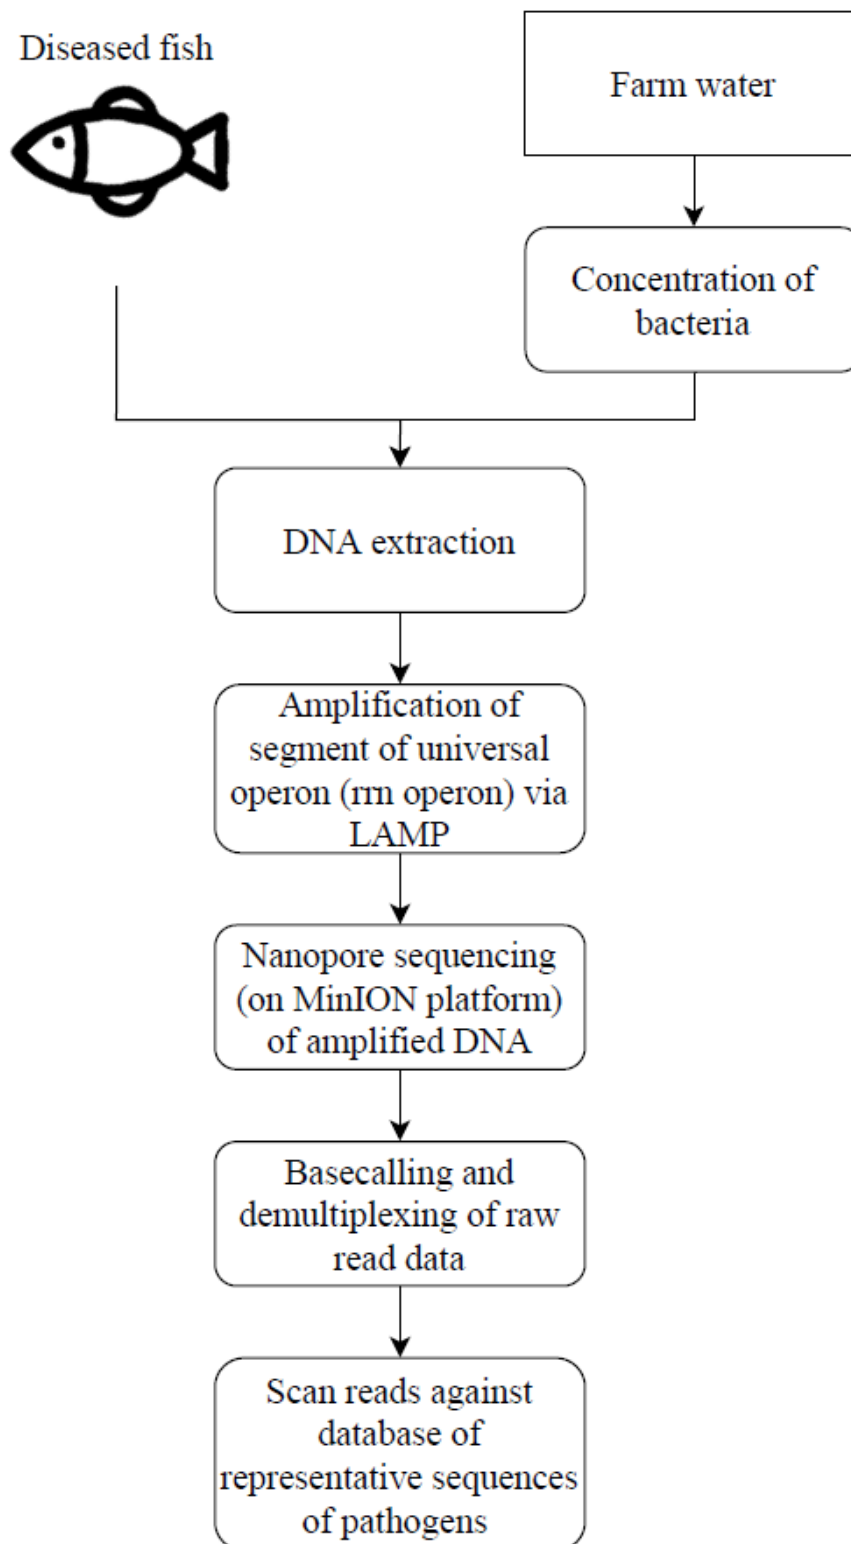 Diseased fish
Farm water
Concentration of
bacteria
DNA extraction
Amplification of
segment of universal
operon (rrn operon) via
LAMP
Nanopore sequencing
(on MinION platform)
of amplified DNA
Basecalling and
demultiplexing of raw
read data
Scan reads against
database of
representative sequences
of pathogens